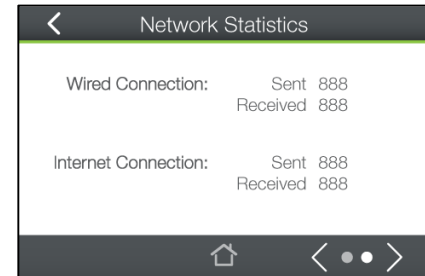 Network Statistics
Wired Connection: Sent 888
Received 888
Internet Connection: Sent 888
Received 888